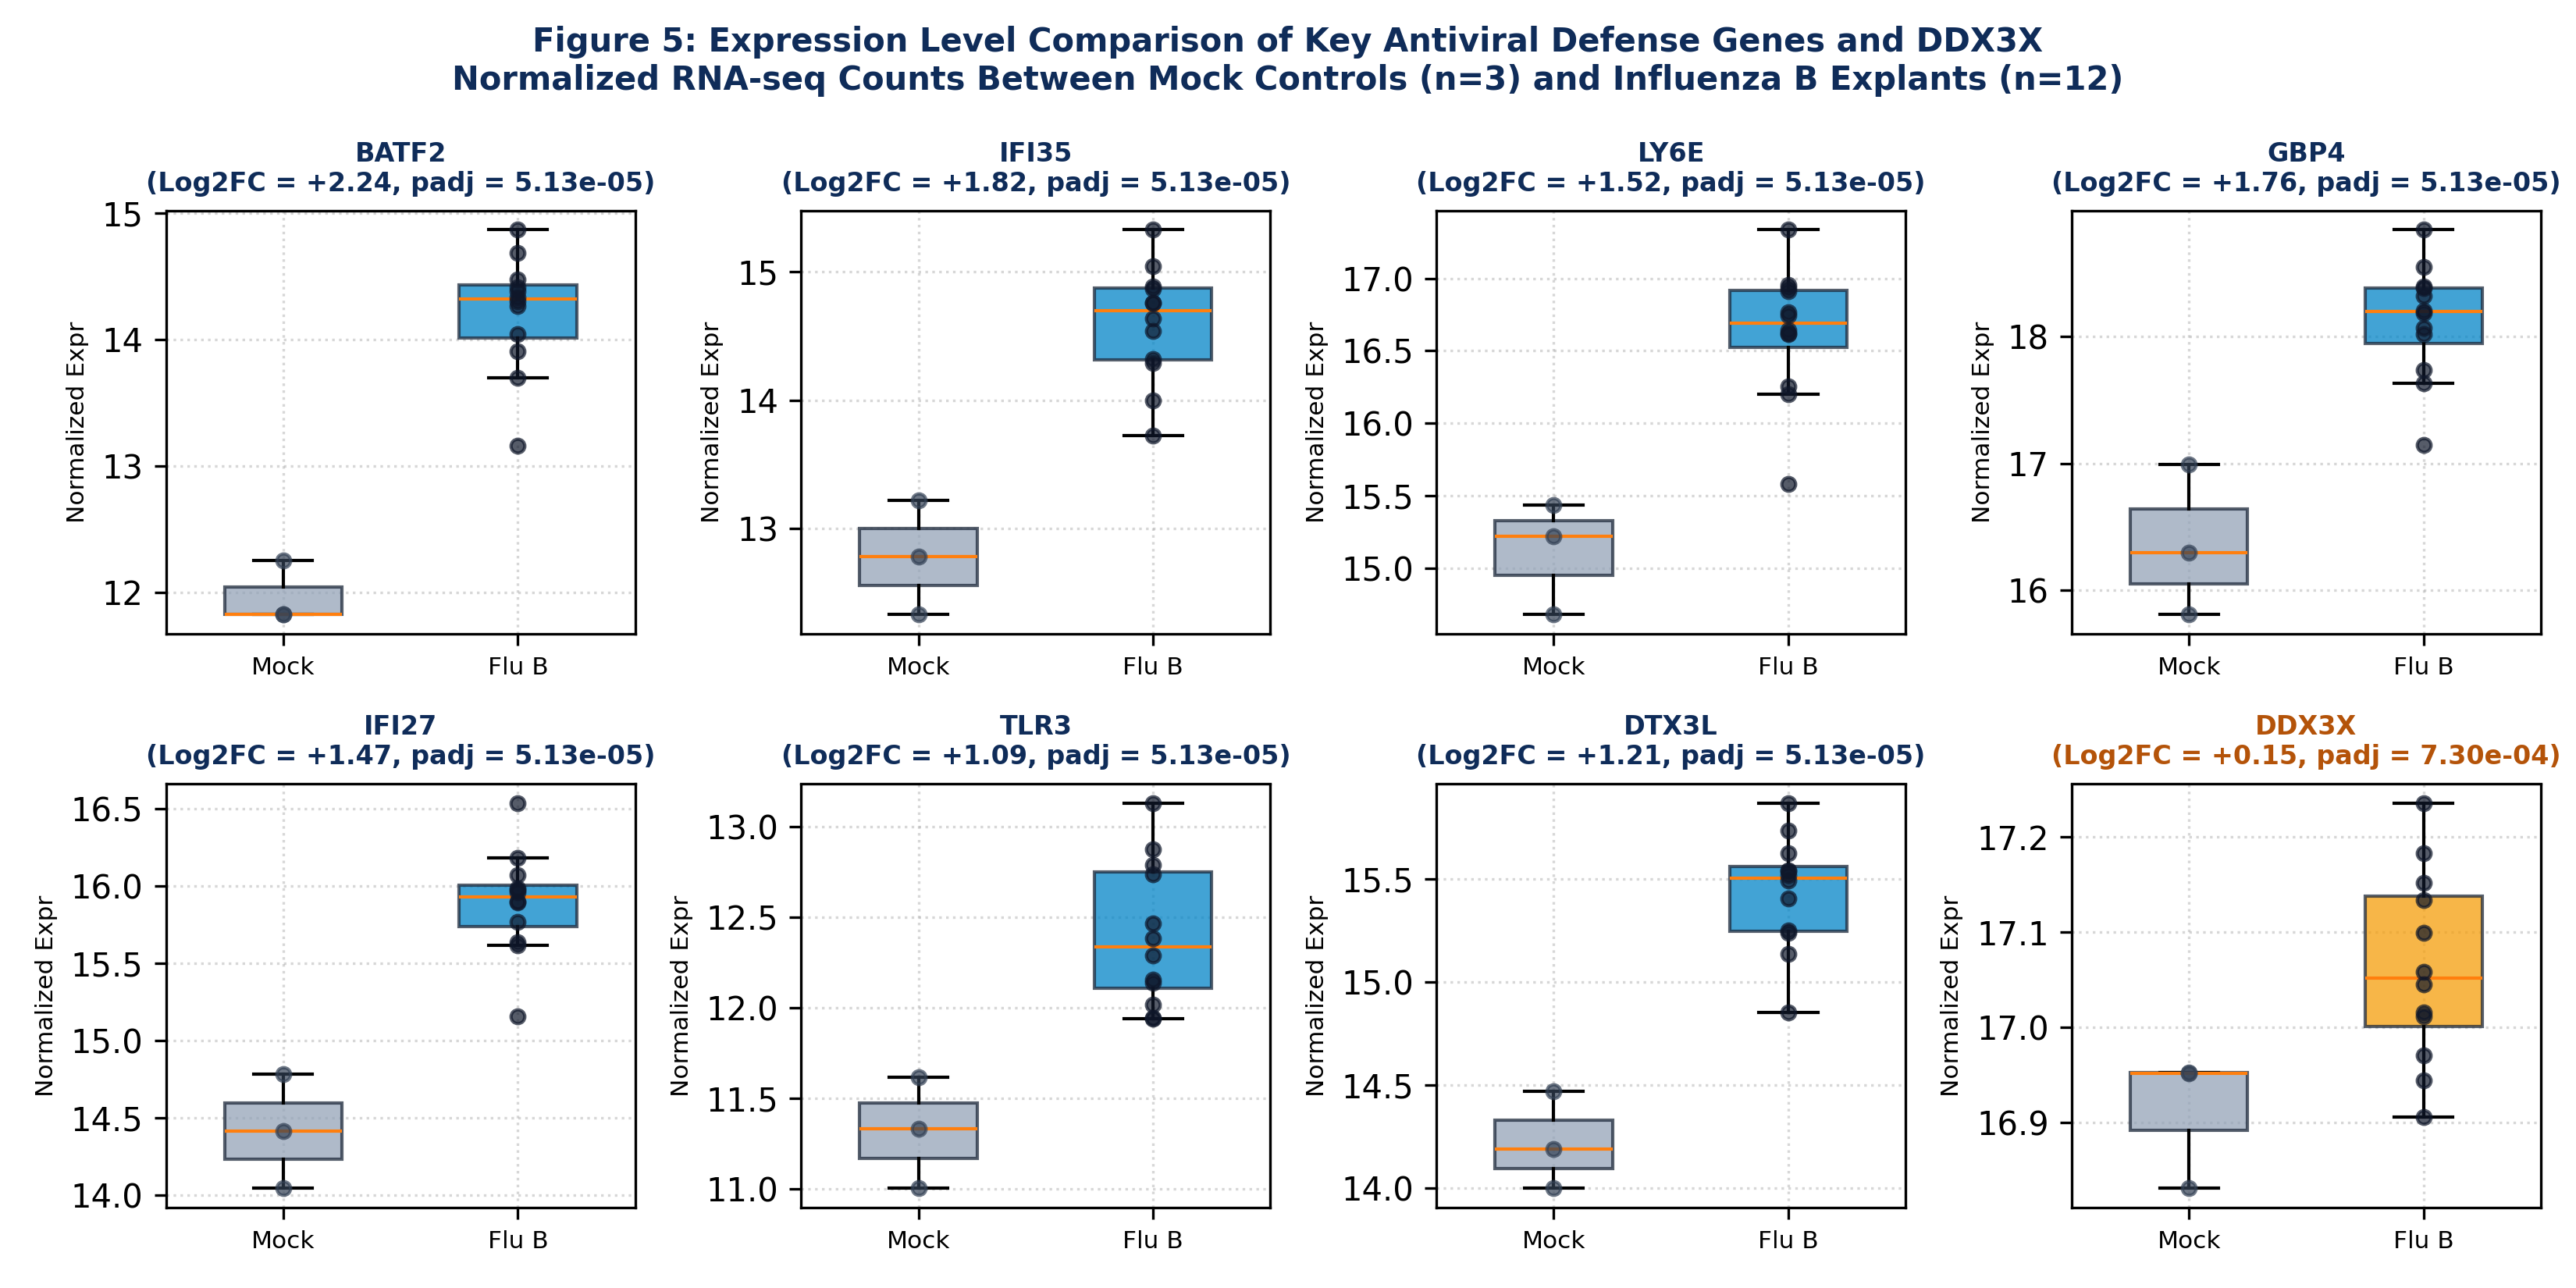 Figure 5: Expression Level Comparison of Key Antiviral Defense Genes and DDX3X
Normalized RNA-seq Counts Between Mock Controls (n=3) and Influenza B Explants (n=12)
BATF2
(Log2FC = +2.24, padj = 5.13e-05)
15
14
13
12
Normalized Expr
Mock
Flu B
IFI35
(Log2FC = +1.82, padj = 5.13e-05)
15
14
13
Normalized Expr
Mock
Flu B
LY6E
(Log2FC = +1.52, padj = 5.13e-05)
17.0
16.5
16.0
15.5
15.0
Normalized Expr
Mock
Flu B
GBP4
(Log2FC = +1.76, padj = 5.13e-05)
18
17
16
Normalized Expr
Mock
Flu B
IFI27
(Log2FC = +1.47, padj = 5.13e-05)
16.5
16.0
15.5
15.0
14.5
14.0
Normalized Expr
Mock
Flu B
TLR3
(Log2FC = +1.09, padj = 5.13e-05)
13.0
12.5
12.0
11.5
11.0
Normalized Expr
Mock
Flu B
DTX3L
(Log2FC = +1.21, padj = 5.13e-05)
15.5
15.0
14.5
14.0
Normalized Expr
Mock
Flu B
DDX3X
(Log2FC = +0.15, padj = 7.30e-04)
17.2
17.1
17.0
16.9
Normalized Expr
Mock
Flu B